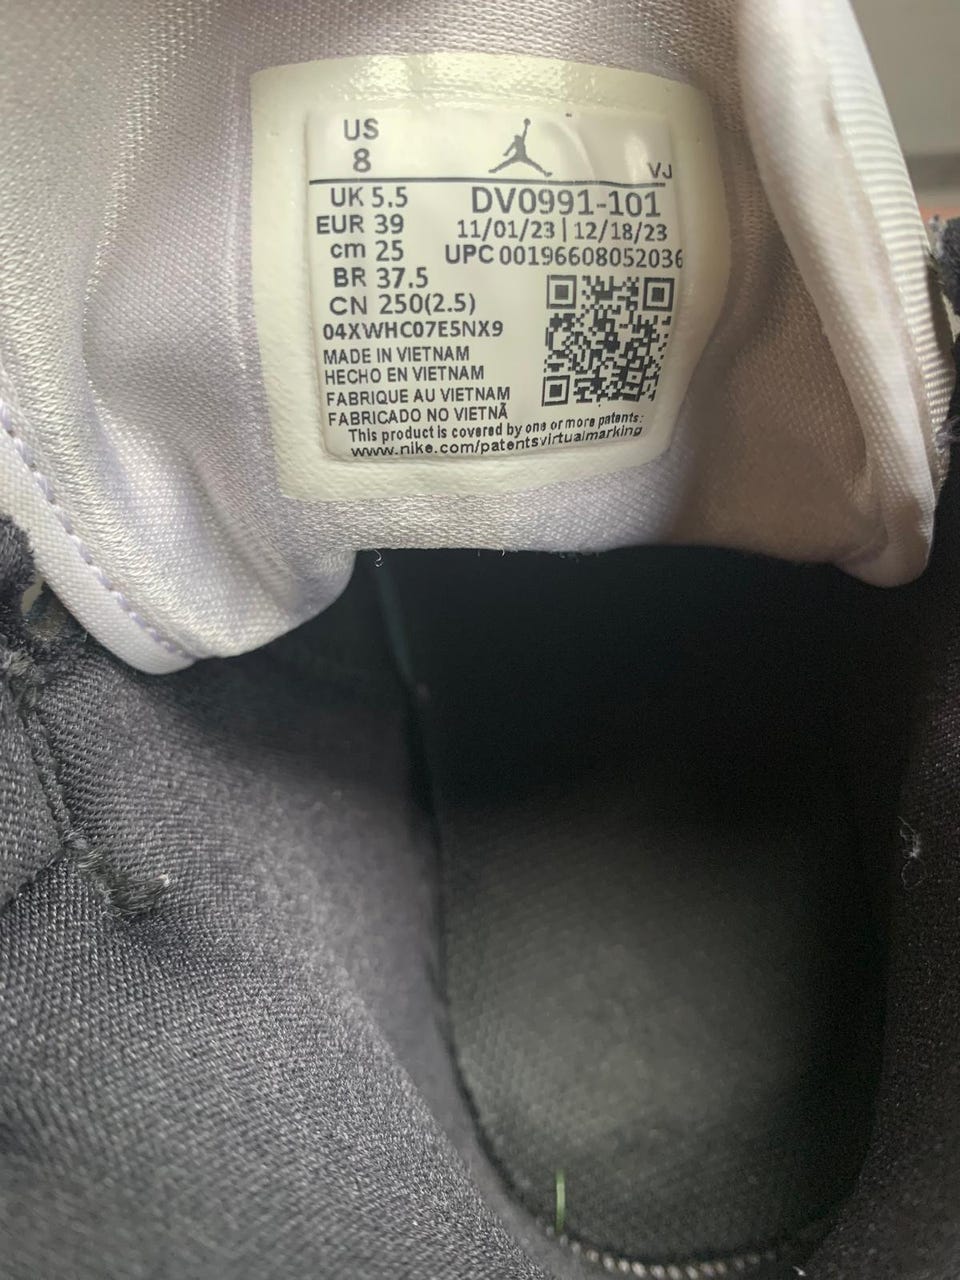 US
8
VJ
UK 5.5
EUR 39
cm 25
BR 37.5
CN 250(2.5)
DV0991-101
11/01/23 | 12/18/23
UPC 00196608052036
04XWHC07E5NX9
MADE IN VIETNAM
HECHO EN VIETNAM
FABRIQUE AU VIETNAM
FABRICADO NO VIETNÃ
This product is covered by one or more patents:
www.nike.com/patentsvirtualmarking